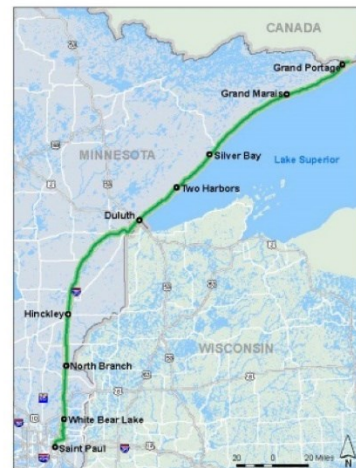 CANADA
Grand Portage
Grand Marais
MINNESOTA
Silver Bay
Lake Superior
Two Harbors
Duluth
Hinckley
WISCONSIN
North Branch
White Bear Lake
Saint Paul
20 0 20 Miles
N